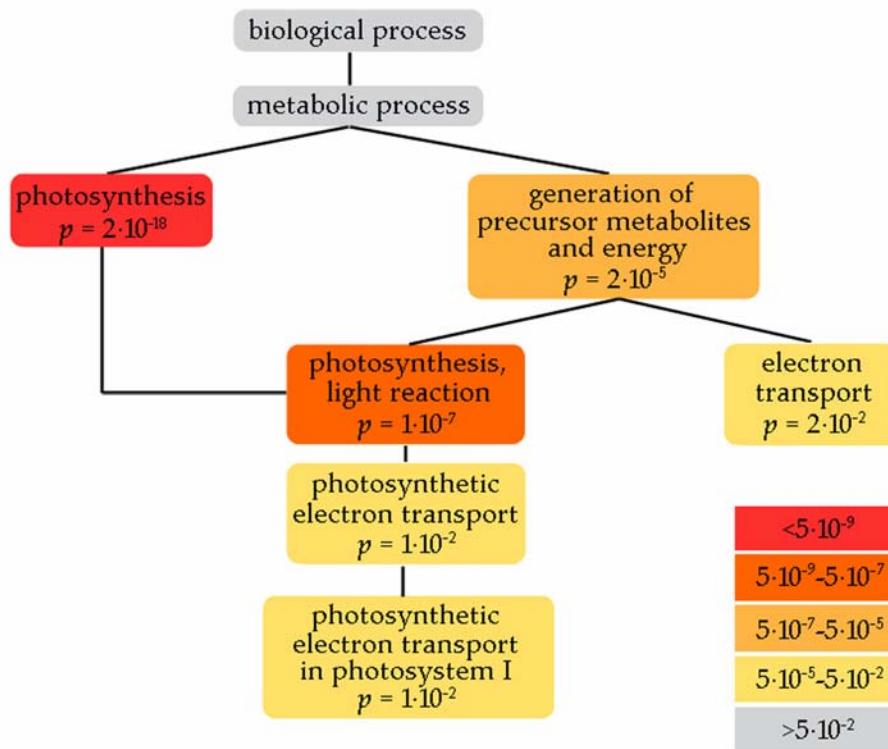 biological process
metabolic process
photosynthesis
p = 2·10⁻¹⁸
generation of
precursor metabolites
and energy
p = 2·10⁻⁵
photosynthesis,
light reaction
p = 1·10⁻⁷
electron
transport
p = 2·10⁻²
photosynthetic
electron transport
p = 1·10⁻²
photosynthetic
electron transport
in photosystem I
p = 1·10⁻²
<5·10⁻⁹
5·10⁻⁹-5·10⁻⁷
5·10⁻⁷-5·10⁻⁵
5·10⁻⁵-5·10⁻²
>5·10⁻²